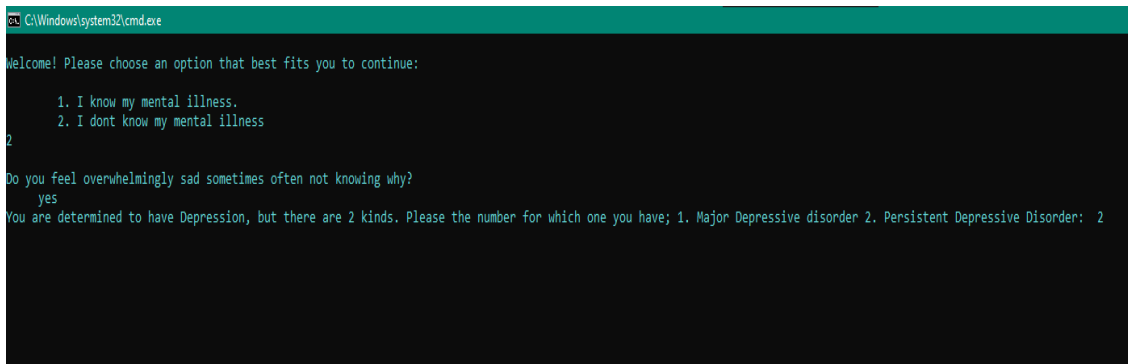 C:\Windows\system32\cmd.exe
Welcome! Please choose an option that best fits you to continue:
1. I know my mental illness.
2. I dont know my mental illness
2
Do you feel overwhelmingly sad sometimes often not knowing why?
yes
You are determined to have Depression, but there are 2 kinds. Please the number for which one you have; 1. Major Depressive disorder 2. Persistent Depressive Disorder:  2